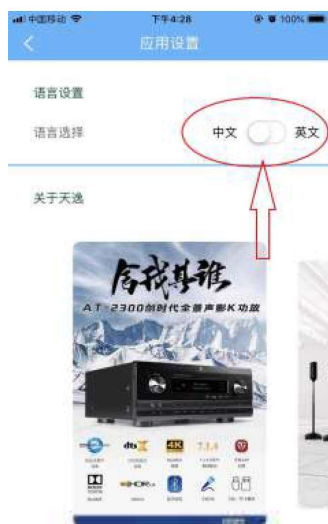 中国移动 下午4:28 100%
应用设置
语言设置
语言选择 中文 英文
关于天逸
舍我其谁
AT-2300创时代全景声影K功放
dts X 4K 7.1.4
HDR